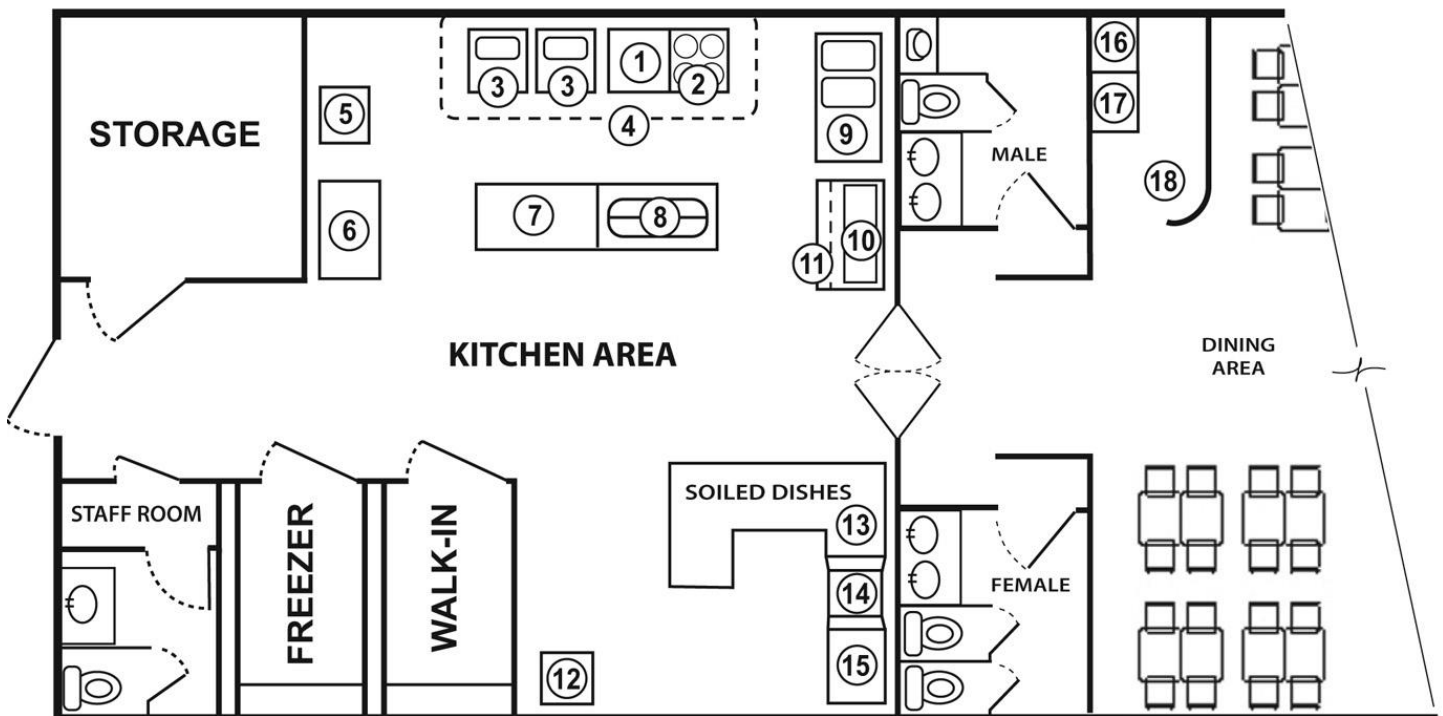 STORAGE
5
6
3
3
1
2
4
7
8
9
10
11
MALE
16
17
18
KITCHEN AREA
DINING
AREA
STAFF ROOM
FREEZER
WALK-IN
12
SOILED DISHES
13
14
15
FEMALE